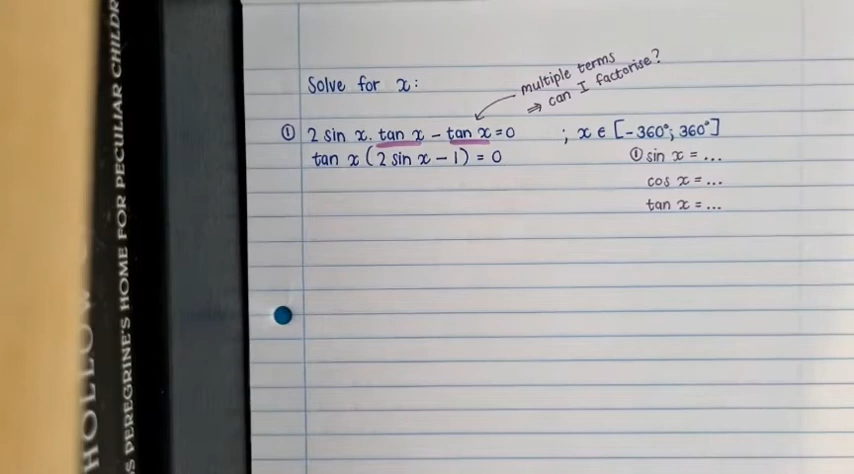 HOLLOW
S PEREGRINE'S HOME FOR PECULIAR CHILDR
Solve for x:
multiple terms
⇒ can I factorise?
① 2 sin x. tan x - tan x = 0 ; x ∈ [-360°; 360°]
tan x (2 sin x - 1) = 0
① sin x = ...
cos x = ...
tan x = ...